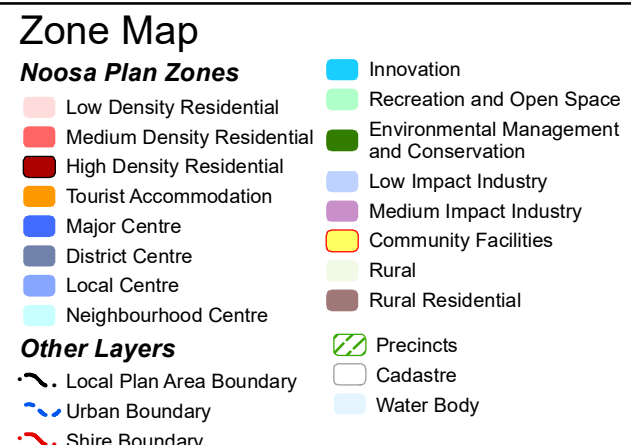 Zone Map
Noosa Plan Zones
Low Density Residential
Medium Density Residential
High Density Residential
Tourist Accommodation
Major Centre
District Centre
Local Centre
Neighbourhood Centre
Other Layers
Local Plan Area Boundary
Urban Boundary
Shire Boundary
Innovation
Recreation and Open Space
Environmental Management
and Conservation
Low Impact Industry
Medium Impact Industry
Community Facilities
Rural
Rural Residential
Precincts
Cadastre
Water Body